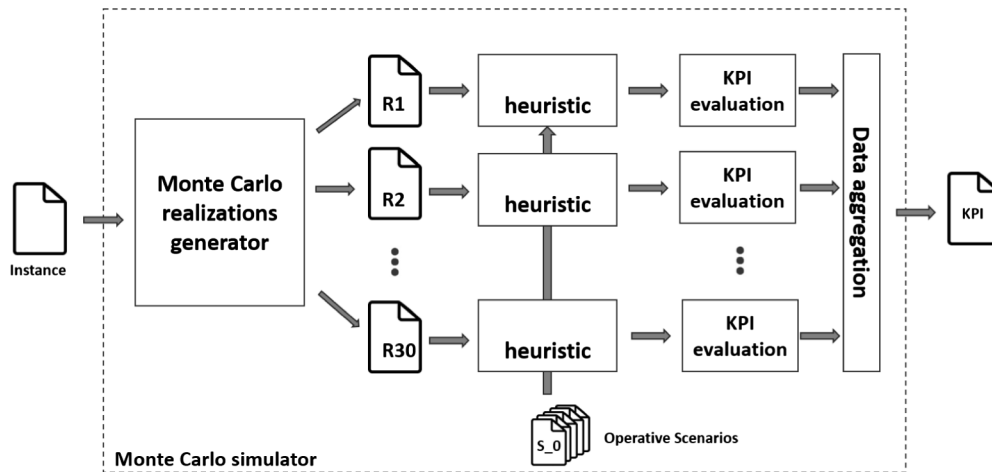 Instance
Monte Carlo
realizations
generator
R1
heuristic
KPI
evaluation
R2
heuristic
KPI
evaluation
R30
heuristic
KPI
evaluation
Data aggregation
KPI
S_0
Operative Scenarios
Monte Carlo simulator